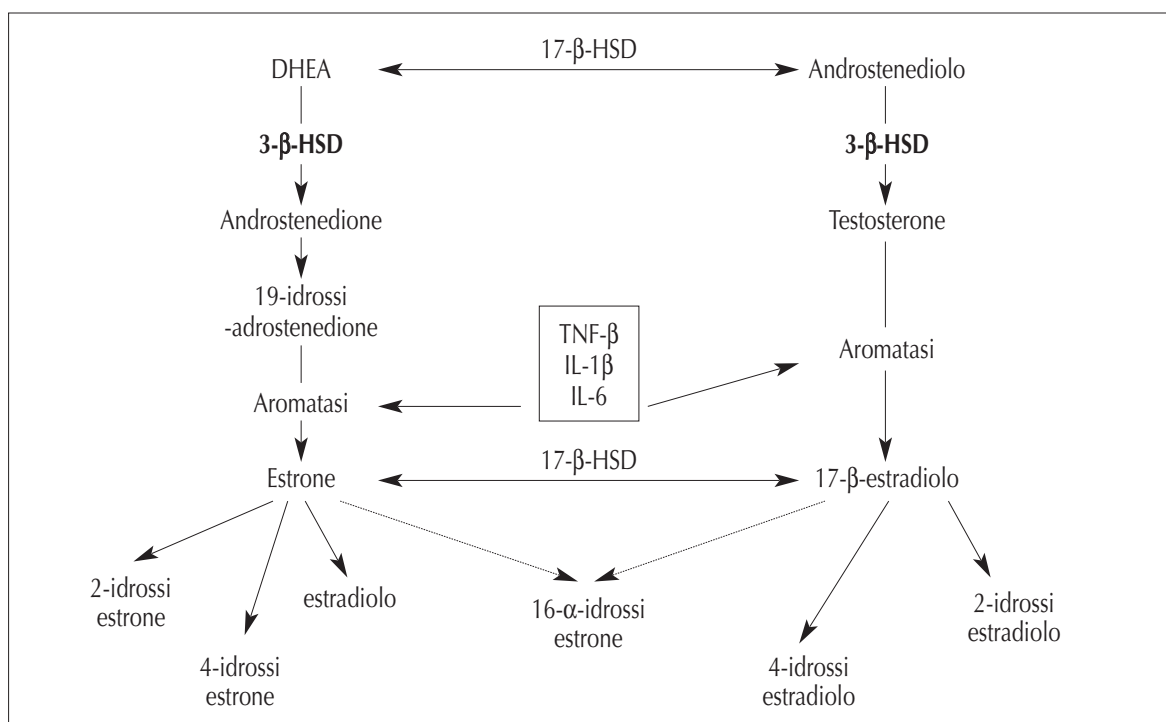 17-β-HSD
DHEA
Androstenediolo
3-β-HSD
3-β-HSD
Androstenedione
Testosterone
19-idrossi
-adrostenedione
TNF-β
IL-1β
IL-6
Aromatasi
Aromatasi
17-β-HSD
Estrone
17-β-estradiolo
2-idrossi
estrone
4-idrossi
estrone
estradiolo
16-α-idrossi
estrone
4-idrossi
estradiolo
2-idrossi
estradiolo